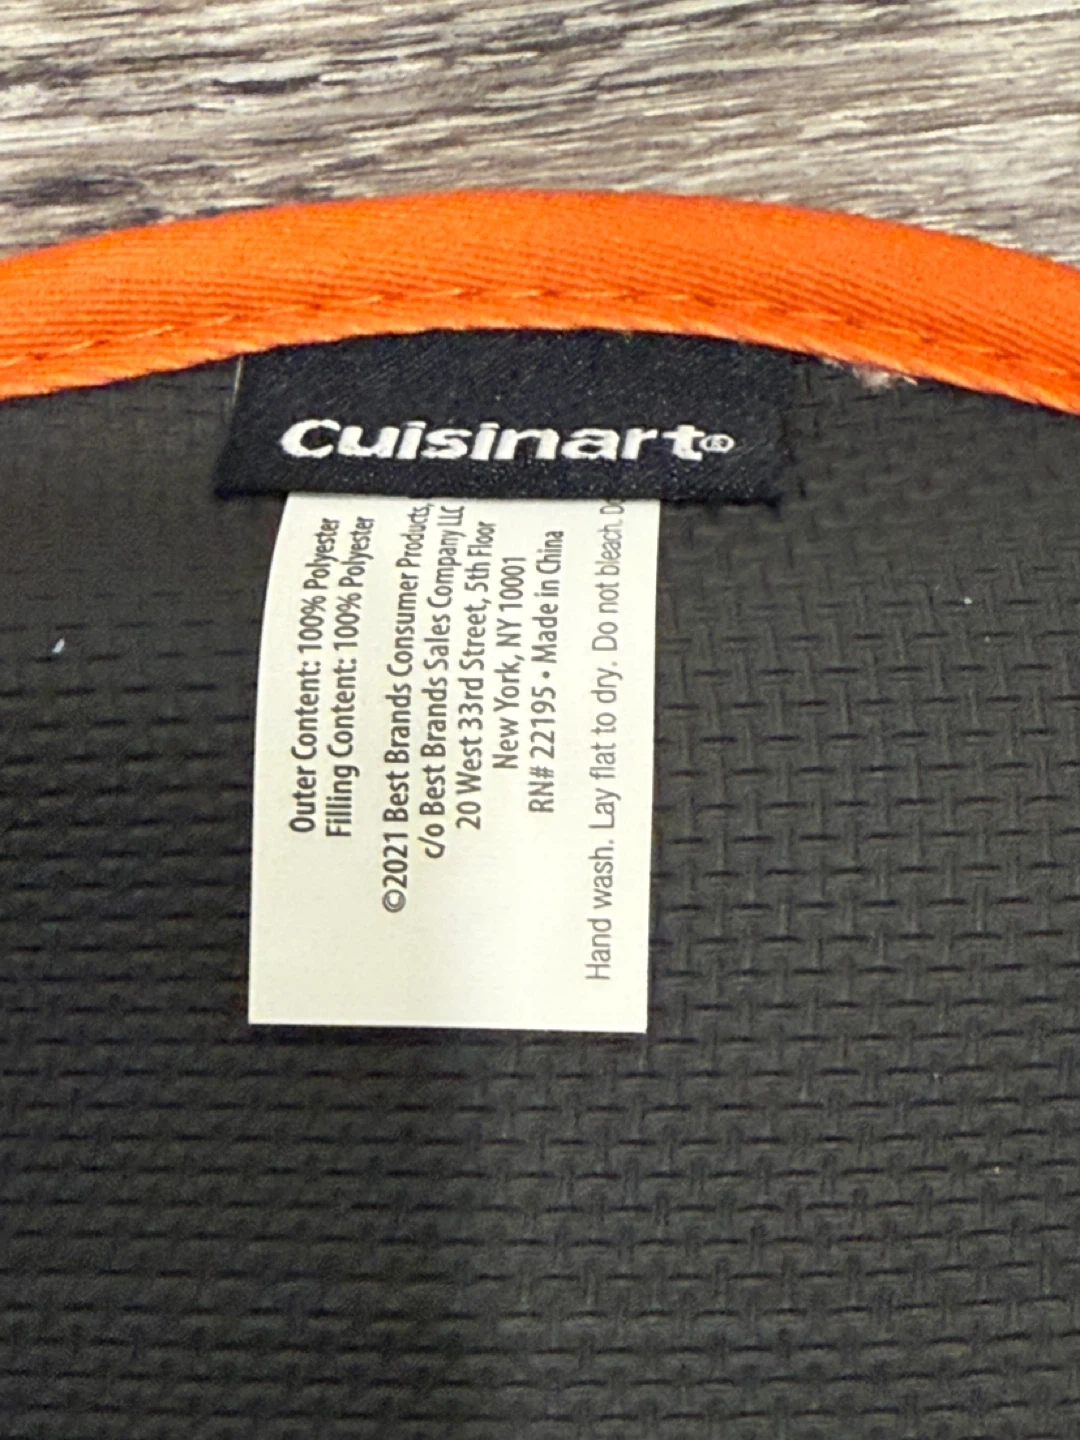 Cuisinart®
Outer Content: 100% Polyester
Filling Content: 100% Polyester
©2021 Best Brands Consumer Products,
c/o Best Brands Sales Company LLC
20 West 33rd Street, 5th Floor
New York, NY 10001
RN# 22195 • Made in China
Hand wash. Lay flat to dry. Do not bleach.